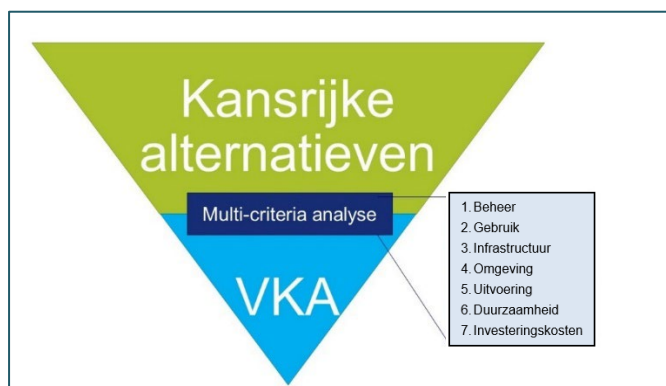 Kansrijke
alternatieven
Multi-criteria analyse
1. Beheer
2. Gebruik
3. Infrastructuur
4. Omgeving
5. Uitvoering
6. Duurzaamheid
7. Investeringskosten
VKA